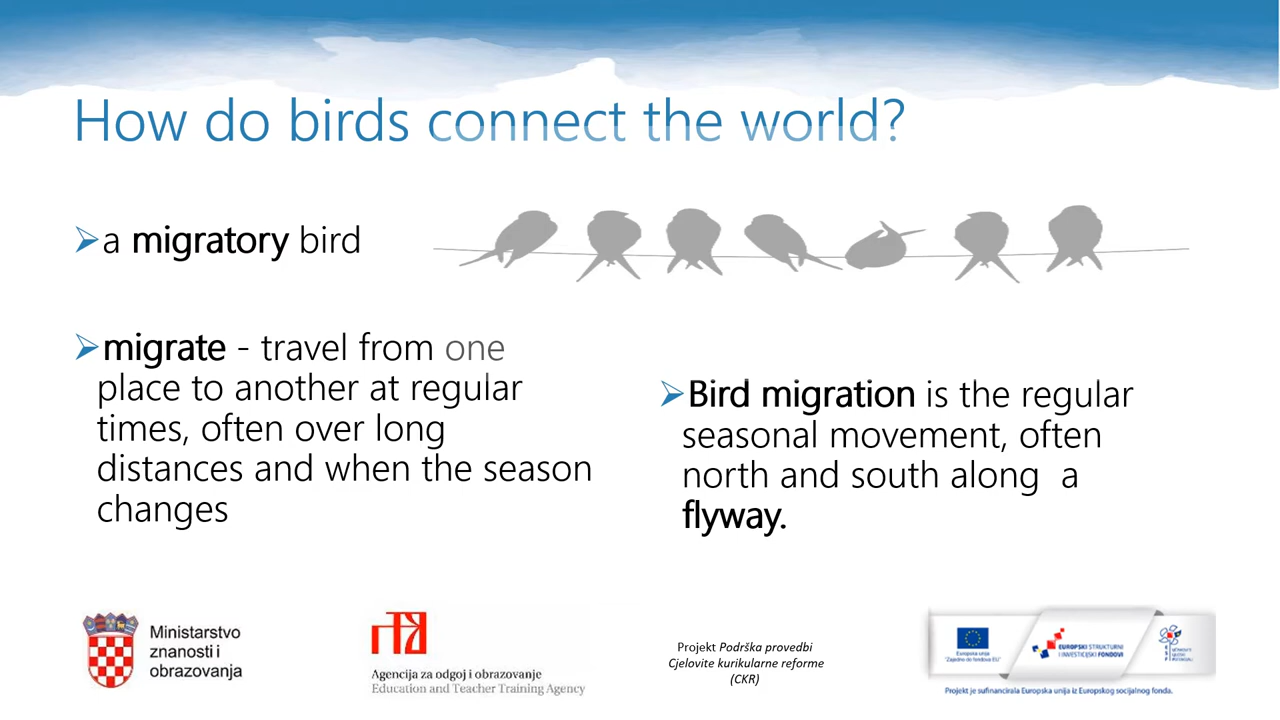 How do birds connect the world?
➢a migratory bird
➢migrate - travel from one
place to another at regular
times, often over long
distances and when the season
changes
➢Bird migration is the regular
seasonal movement, often
north and south along a
flyway.
Ministarstvo
znanosti i
obrazovanja
Agencija za odgoj i obrazovanje
Education and Teacher Training Agency
Projekt Podrška provedbi
Cjelovite kurikularne reforme
(CKR)
Europska unija
"Zajedno do fondova EU"
EUROPSKI STRUKTURNI
I INVESTICIJSKI FONDOVI
Projekt je sufinancirala Europska unija iz Europskog socijalnog fonda.